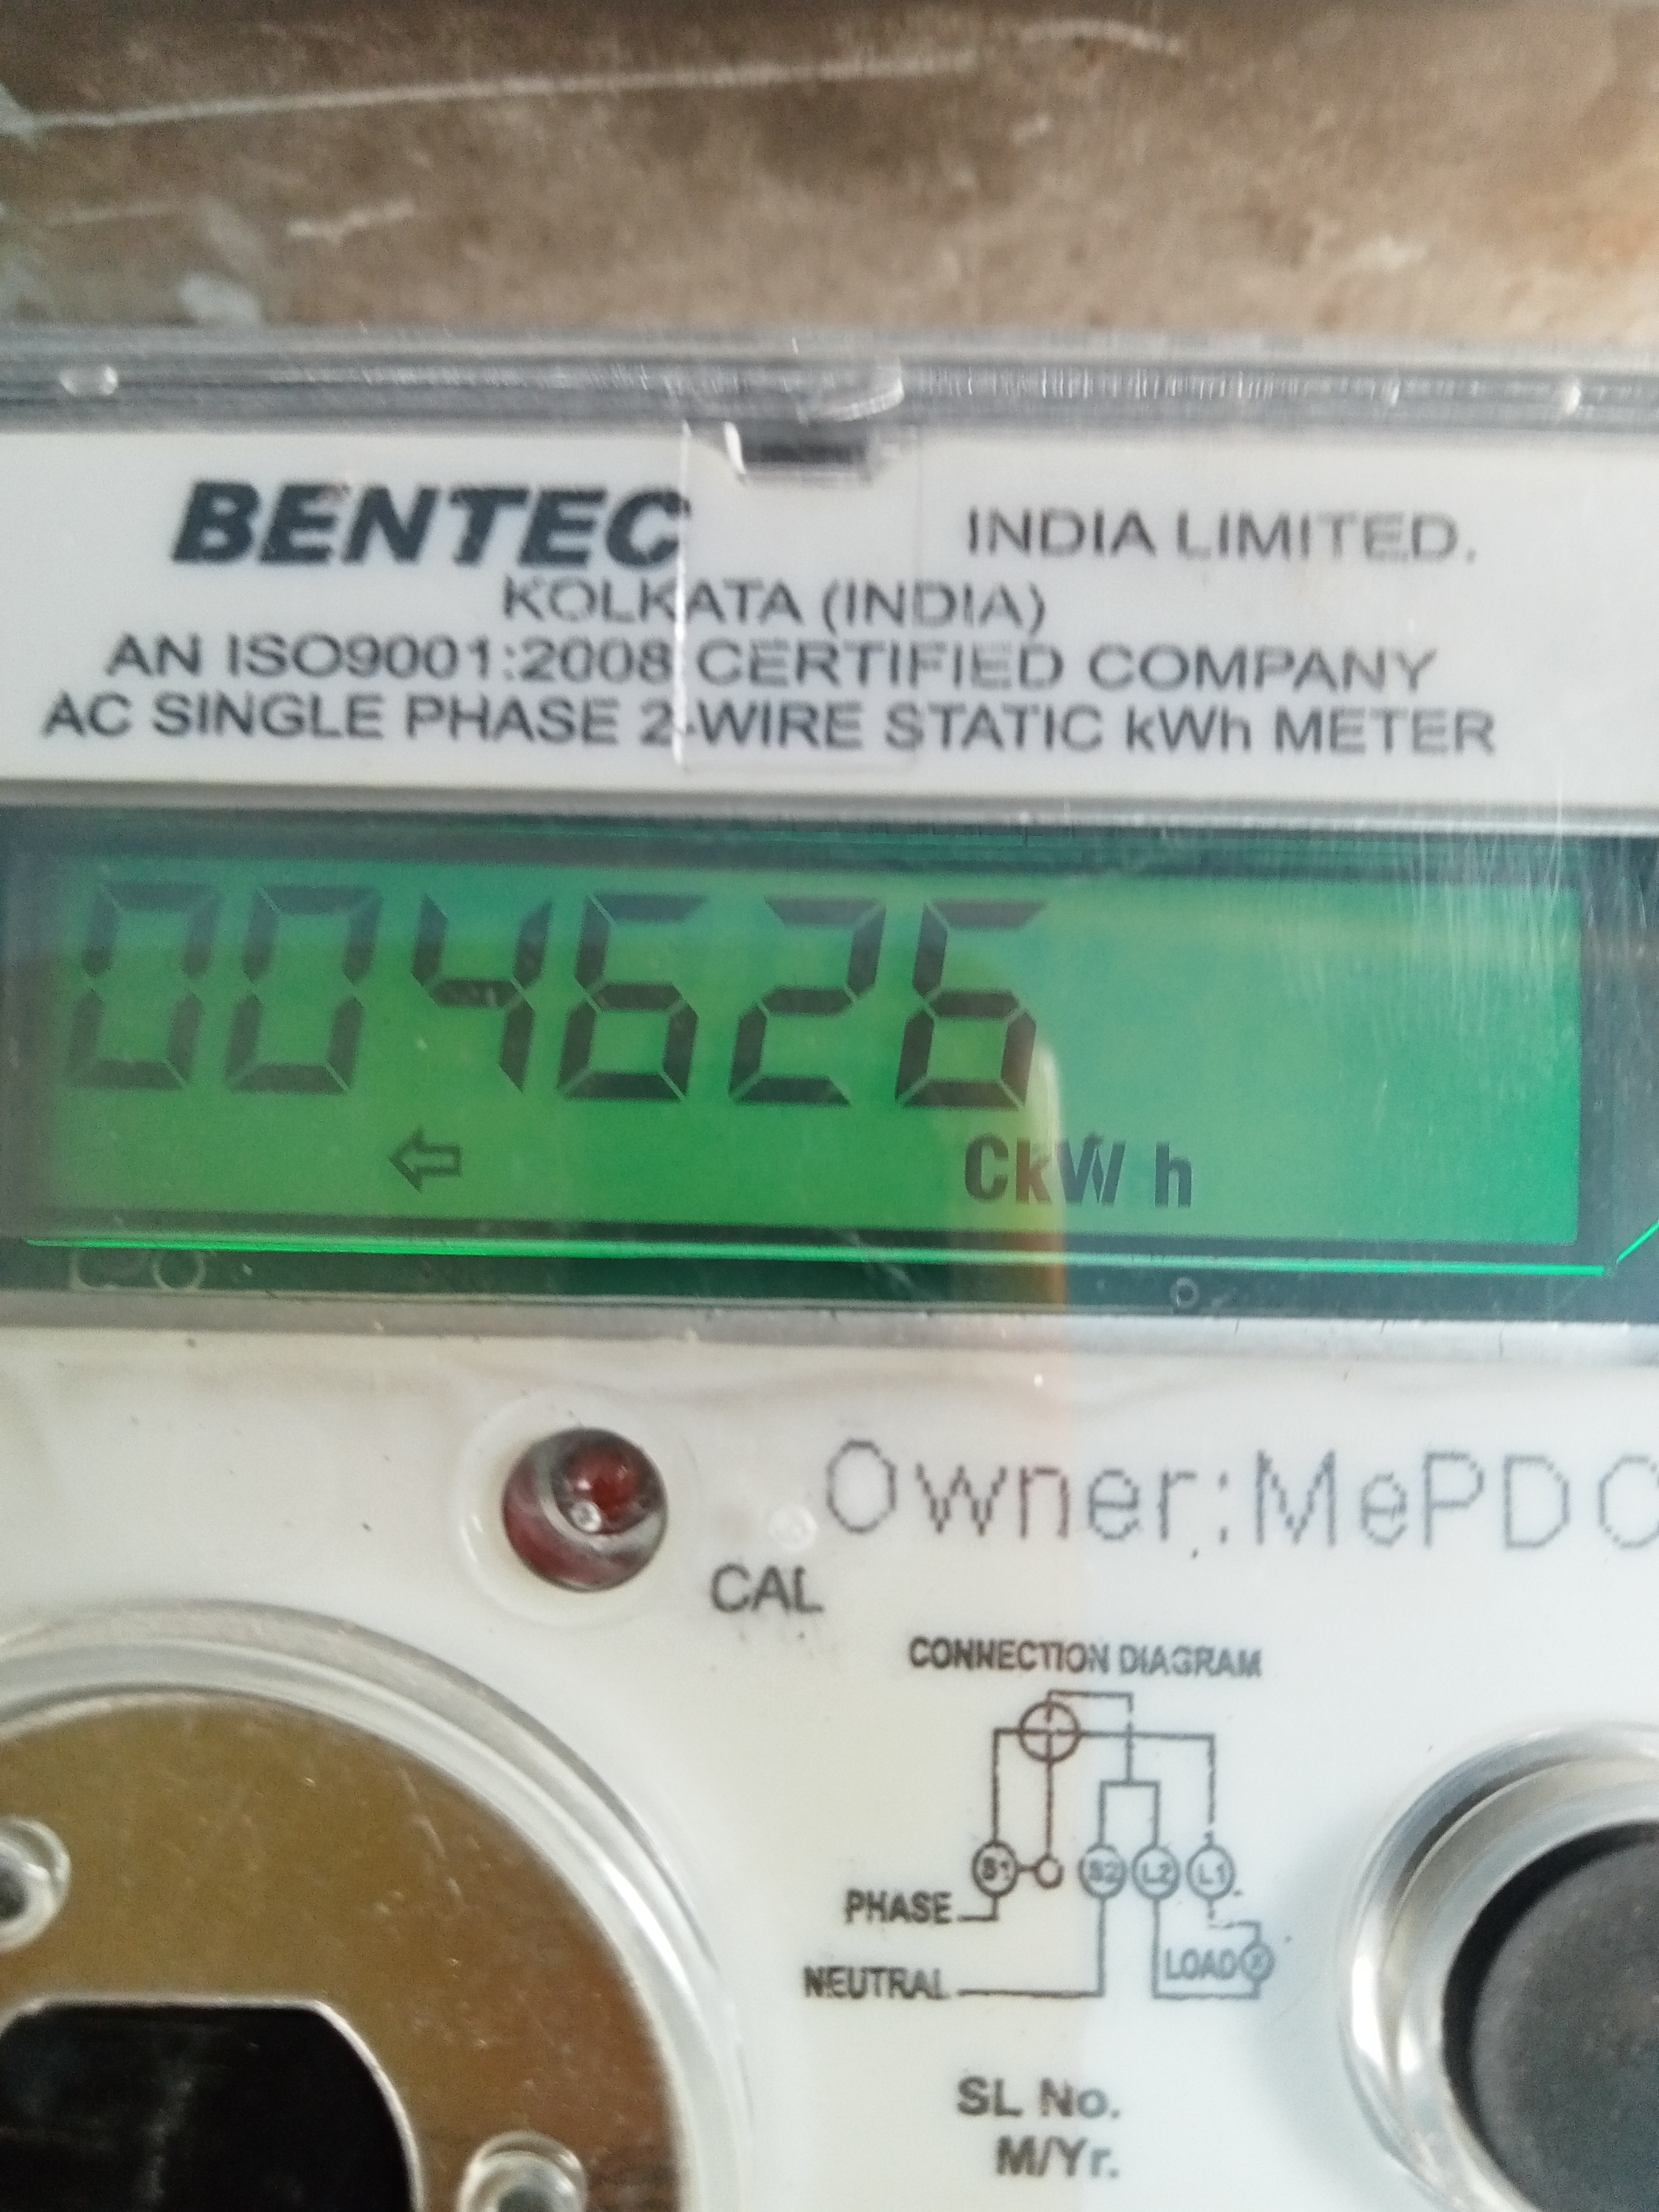 BENTEC INDIA LIMITED.
KOLKATA (INDIA)
AN ISO9001:2008 CERTIFIED COMPANY
AC SINGLE PHASE 2-WIRE STATIC kWh METER
004626
CkWh
Owner:MePDC
CAL
CONNECTION DIAGRAM
S1 S2 L2 L1
PHASE
LOAD
NEUTRAL
SL No.
M/Yr.